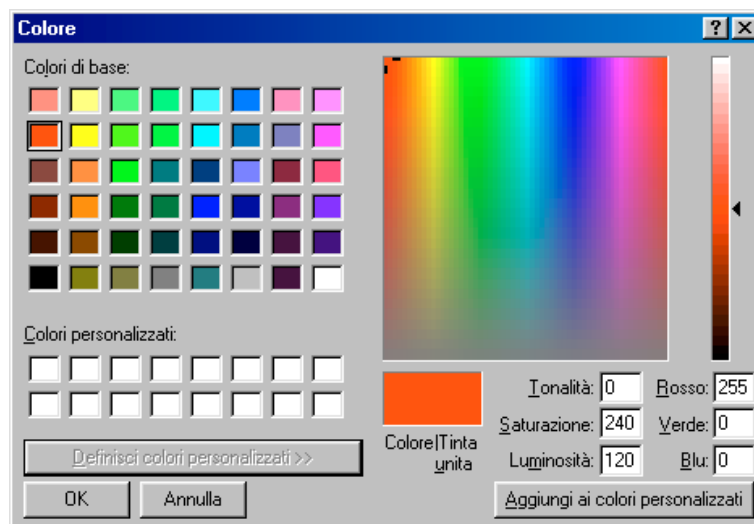 Colore
Colori di base:
Colori personalizzati:
Definisci colori personalizzati >>
OK
Annulla
Colore|Tinta
unita
Tonalità: 0
Saturazione: 240
Luminosità: 120
Rosso: 255
Verde: 0
Blu: 0
Aggiungi ai colori personalizzati